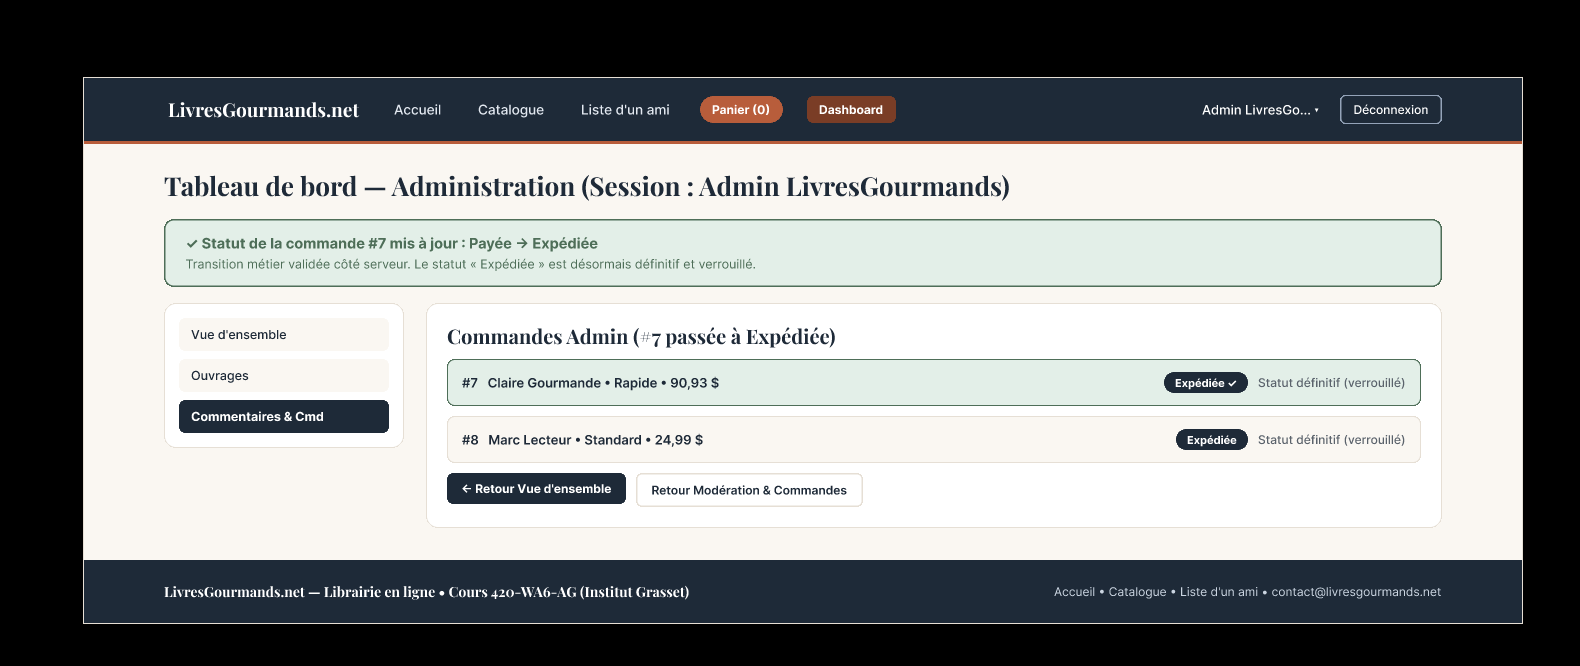 LivresGourmands.net Accueil Catalogue Liste d'un ami Panier (0) Dashboard Admin LivresGo... ▾ Déconnexion
Tableau de bord — Administration (Session : Admin LivresGourmands)
✓ Statut de la commande #7 mis à jour : Payée → Expédiée
Transition métier validée côté serveur. Le statut « Expédiée » est désormais définitif et verrouillé.
Vue d'ensemble
Ouvrages
Commentaires & Cmd
Commandes Admin (#7 passée à Expédiée)
#7 Claire Gourmande • Rapide • 90,93 $ Expédiée ✓ Statut définitif (verrouillé)
#8 Marc Lecteur • Standard • 24,99 $ Expédiée Statut définitif (verrouillé)
← Retour Vue d'ensemble Retour Modération & Commandes
LivresGourmands.net — Librairie en ligne • Cours 420-WA6-AG (Institut Grasset) Accueil • Catalogue • Liste d'un ami • contact@livresgourmands.net